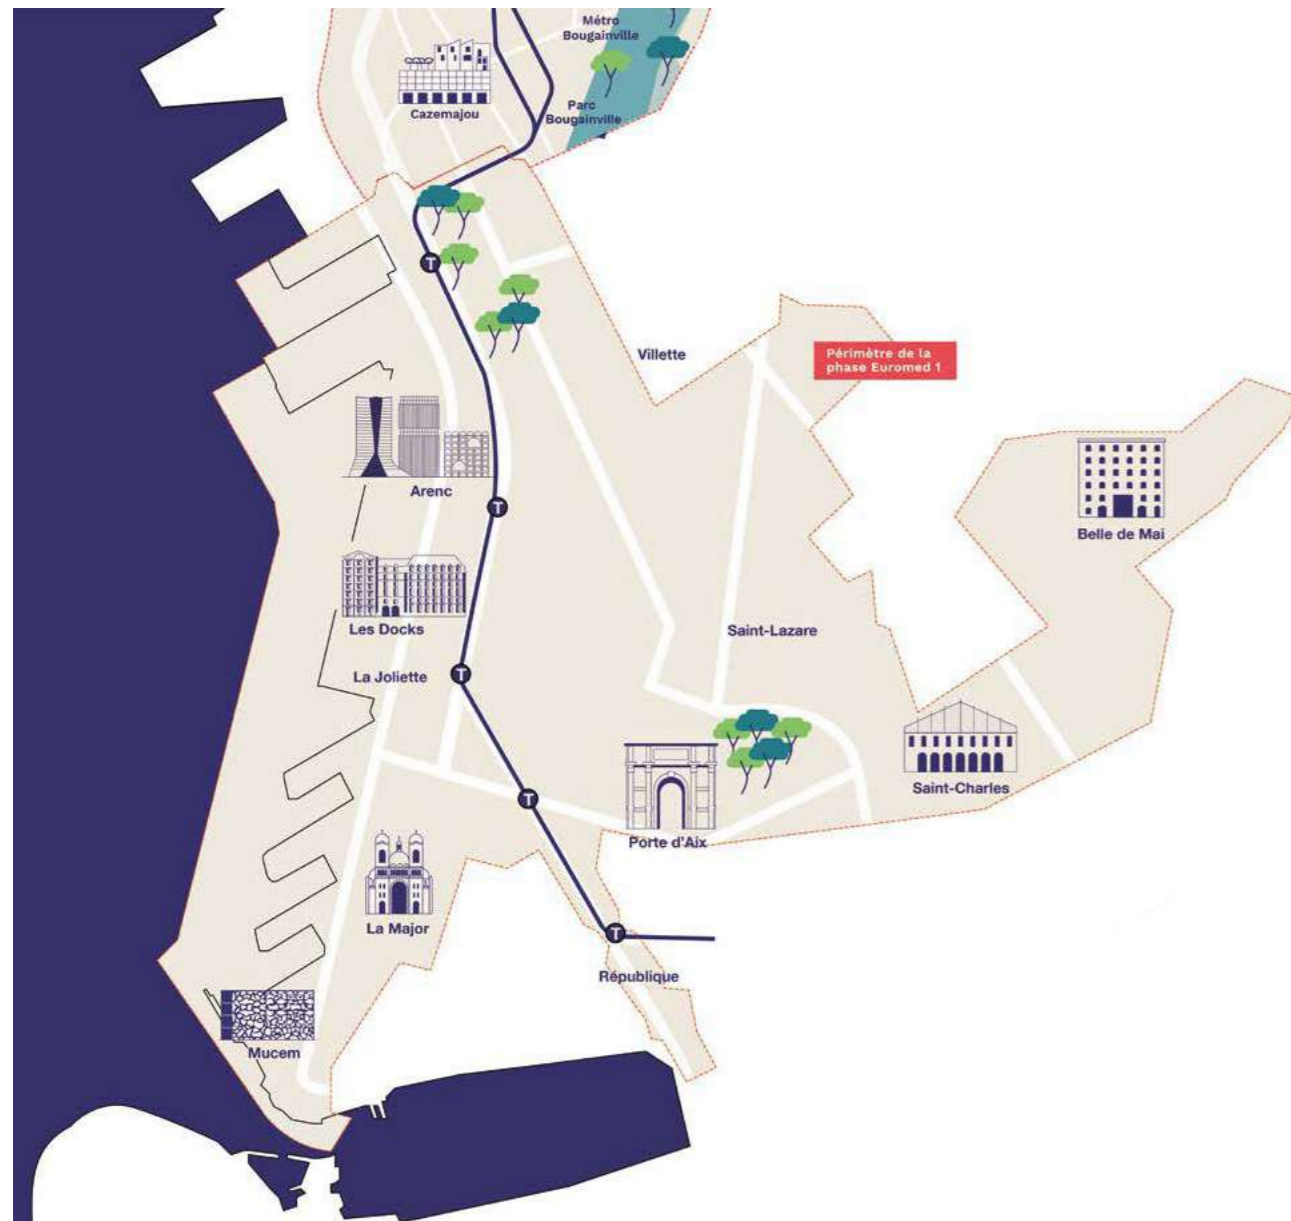 Métro
Bougainville
Cazemajou
Parc
Bougainville
T
Villette
Périmètre de la
phase Euromed 1
Arenc
T
Belle de Mai
Les Docks
Saint-Lazare
La Joliette
T
Saint-Charles
T
Porte d'Aix
La Major
T
République
Mucem